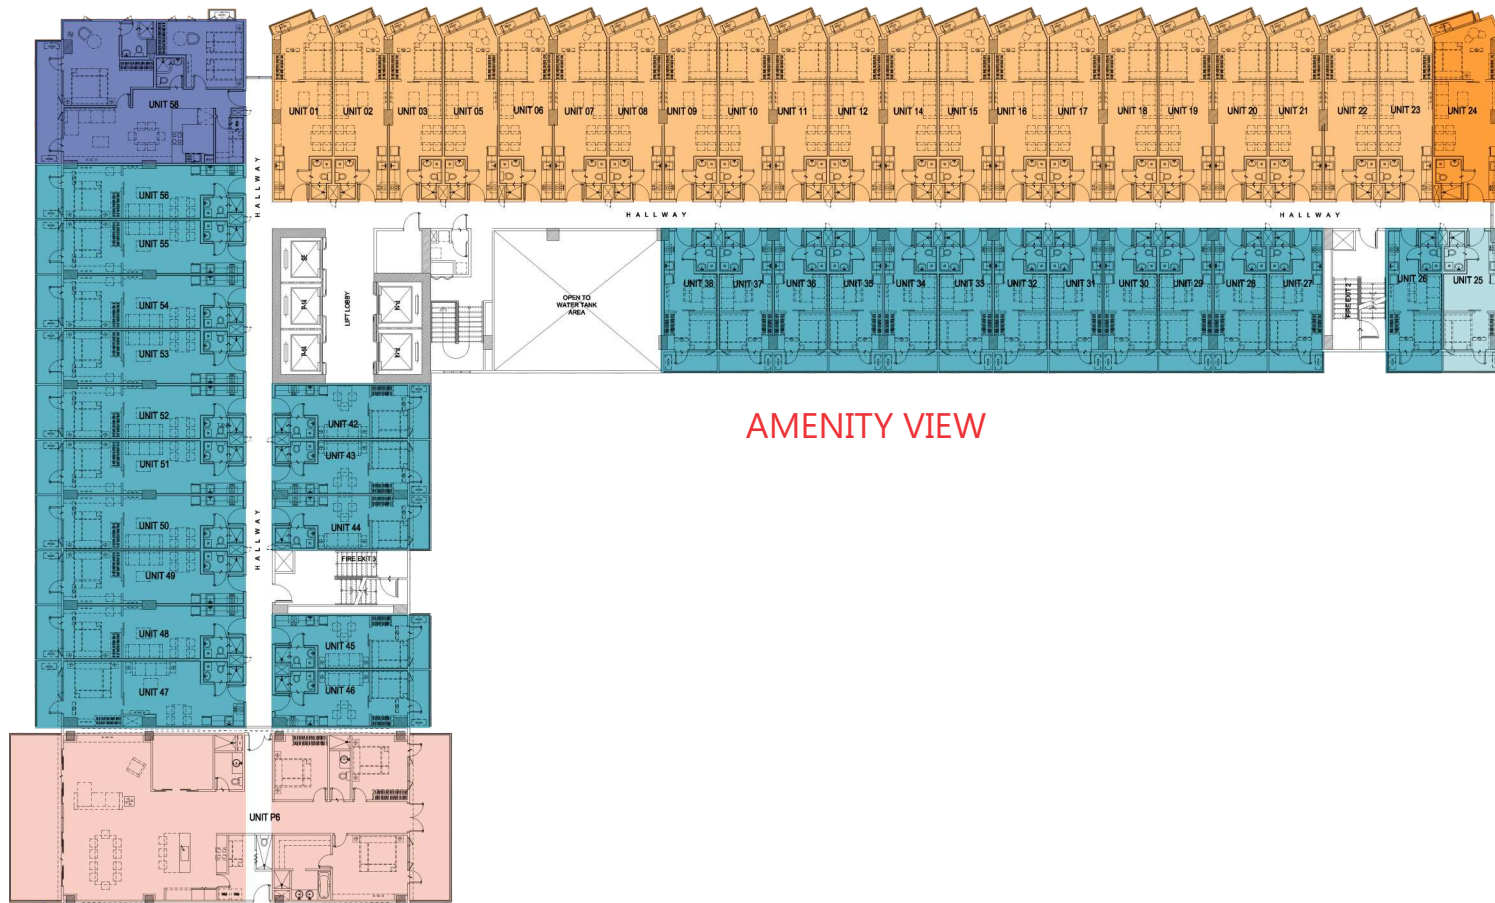 UNIT 58
UNIT 01
UNIT 02
UNIT 03
UNIT 05
UNIT 06
UNIT 07
UNIT 08
UNIT 09
UNIT 10
UNIT 11
UNIT 12
UNIT 14
UNIT 15
UNIT 16
UNIT 17
UNIT 18
UNIT 19
UNIT 20
UNIT 21
UNIT 22
UNIT 23
UNIT 24
HALLWAY
HALLWAY
HALLWAY
UNIT 56
UNIT 55
UNIT 54
UNIT 53
UNIT 52
UNIT 51
UNIT 50
UNIT 49
UNIT 48
UNIT 47
HALLWAY
LIFT LOBBY
OPEN TO
WATER TANK
AREA
UNIT 38
UNIT 37
UNIT 36
UNIT 35
UNIT 34
UNIT 33
UNIT 32
UNIT 31
UNIT 30
UNIT 29
UNIT 28
UNIT 27
FIRE EXIT 2
UNIT 26
UNIT 25
AMENITY VIEW
UNIT 42
UNIT 43
UNIT 44
FIRE EXIT 3
UNIT 45
UNIT 46
UNIT P6